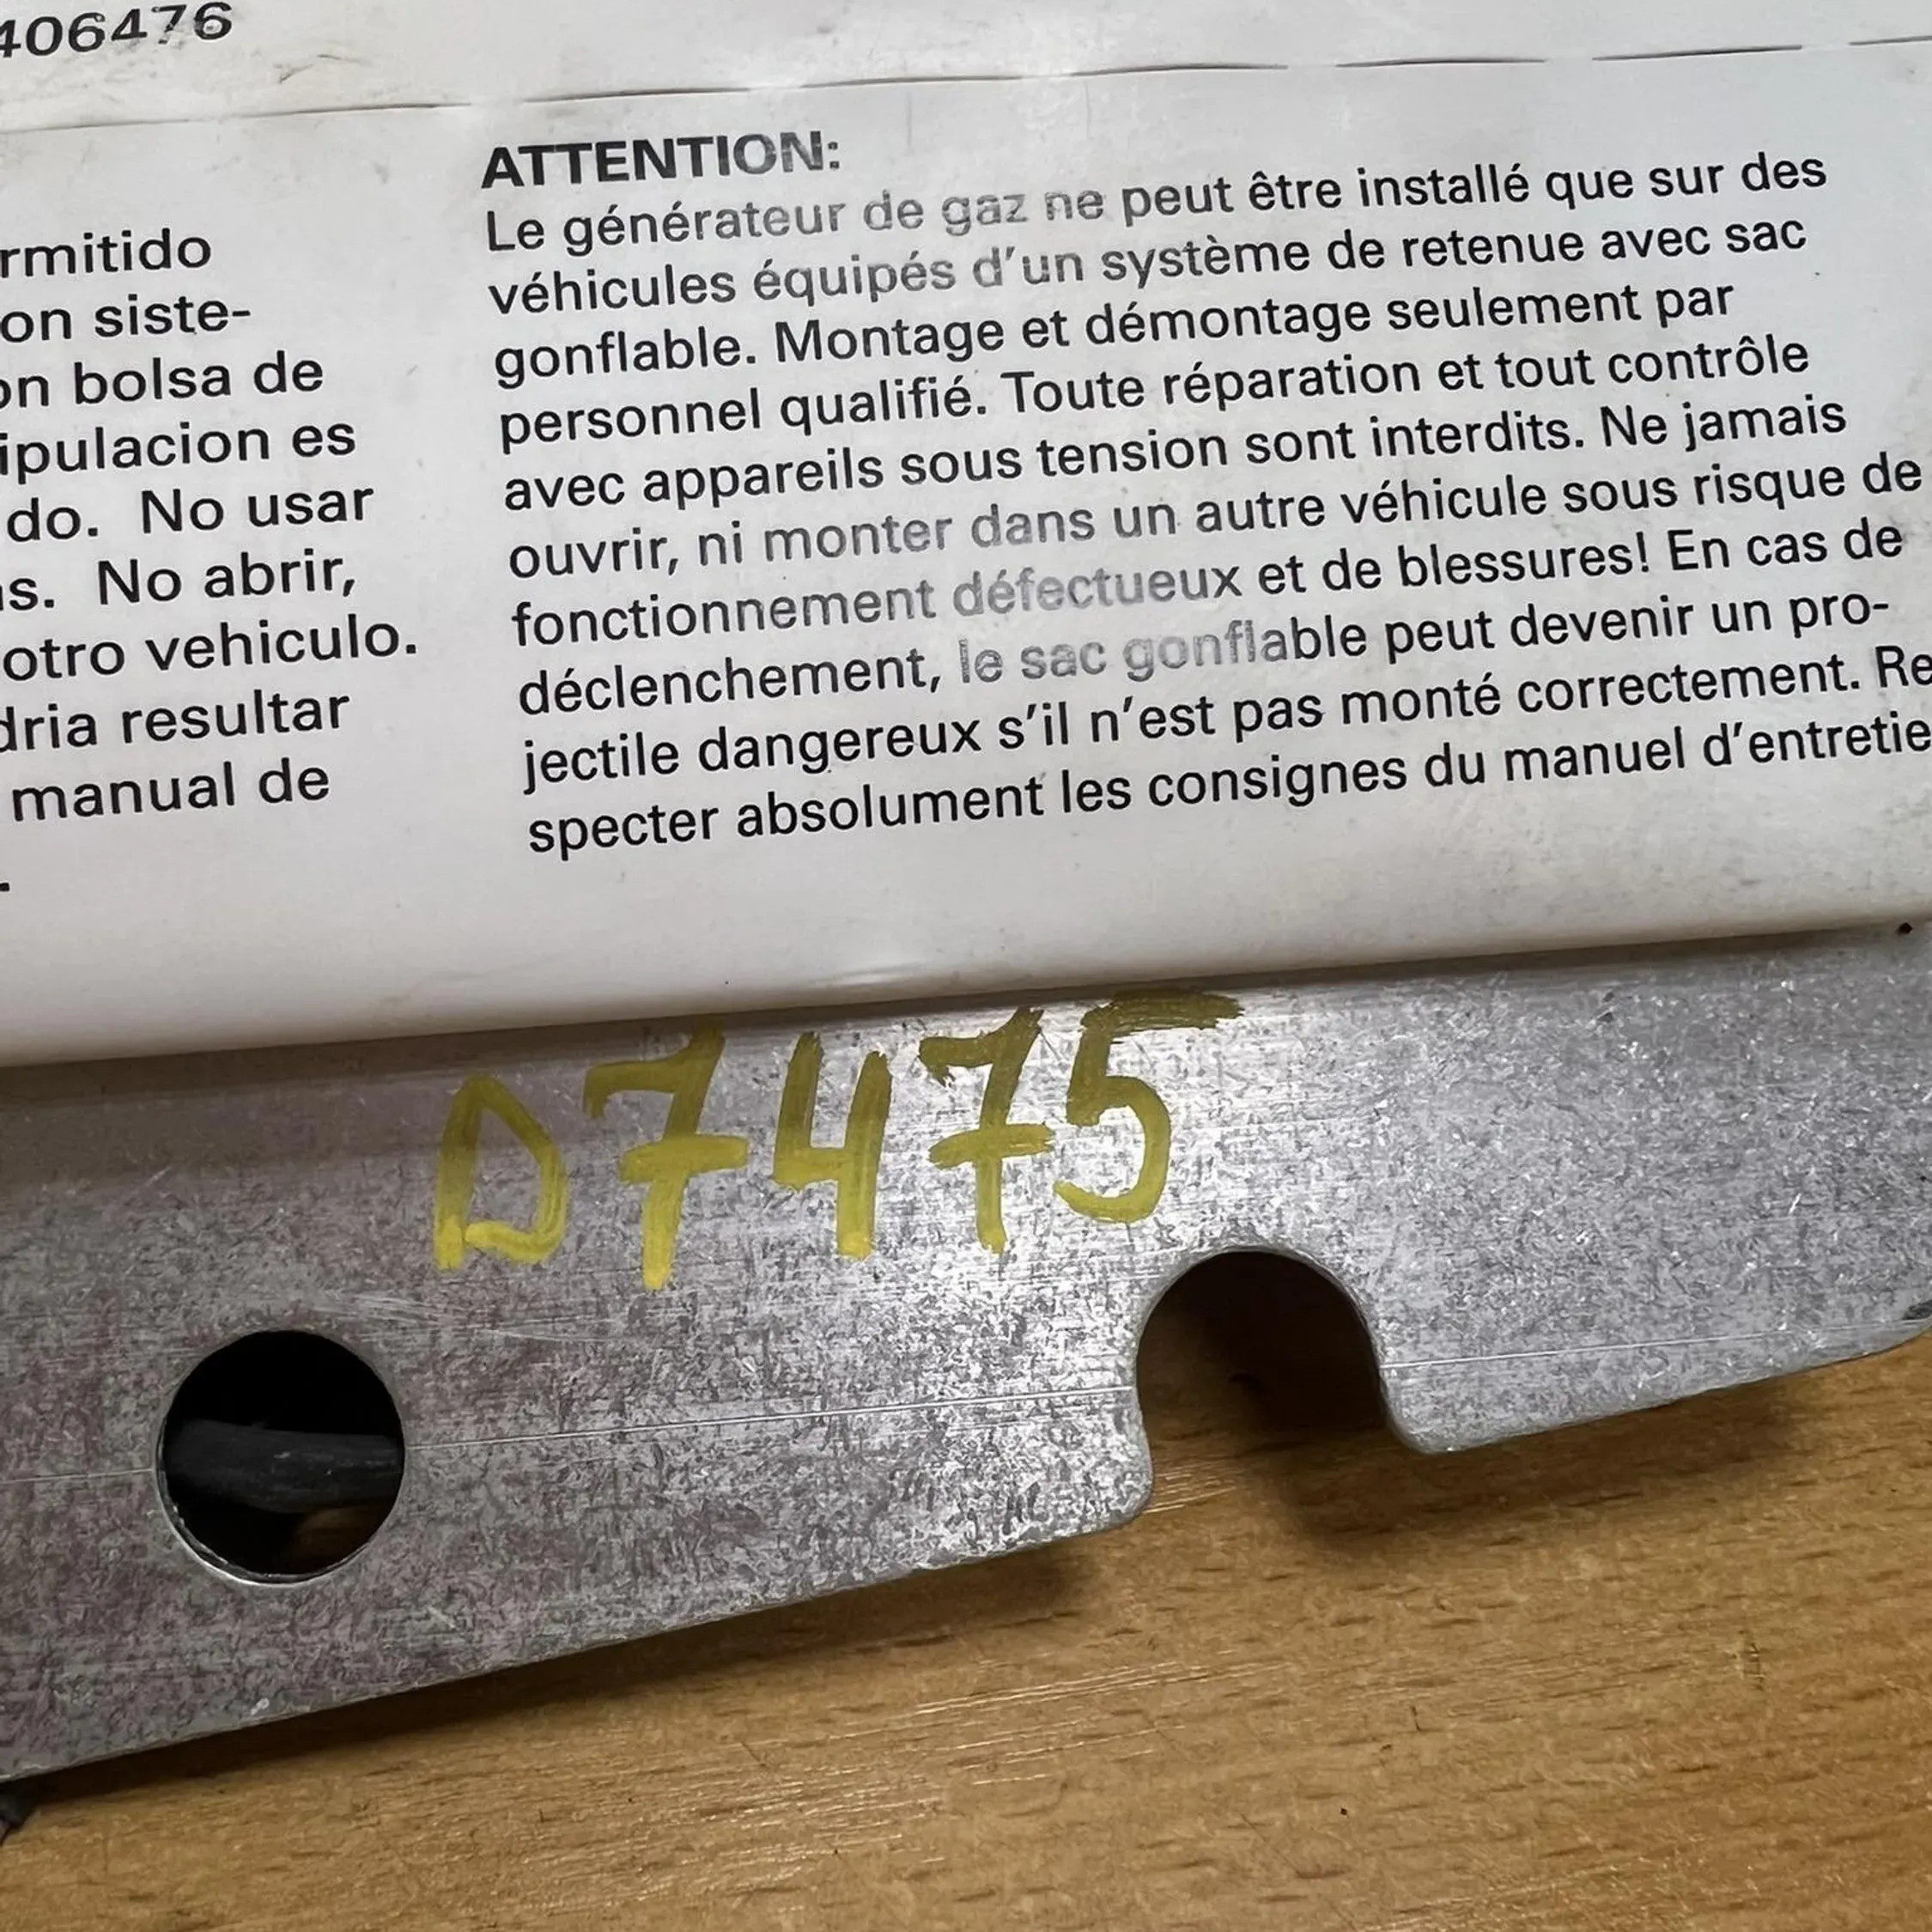 406476
rmitido
on siste-
on bolsa de
ipulacion es
do. No usar
s. No abrir,
otro vehiculo.
dria resultar
manual de
.
ATTENTION:
Le générateur de gaz ne peut être installé que sur des
véhicules équipés d'un système de retenue avec sac
gonflable. Montage et démontage seulement par
personnel qualifié. Toute réparation et tout contrôle
avec appareils sous tension sont interdits. Ne jamais
ouvrir, ni monter dans un autre véhicule sous risque de
fonctionnement défectueux et de blessures! En cas de
déclenchement, le sac gonflable peut devenir un pro-
jectile dangereux s'il n'est pas monté correctement. Re
specter absolument les consignes du manuel d'entretie
D7475